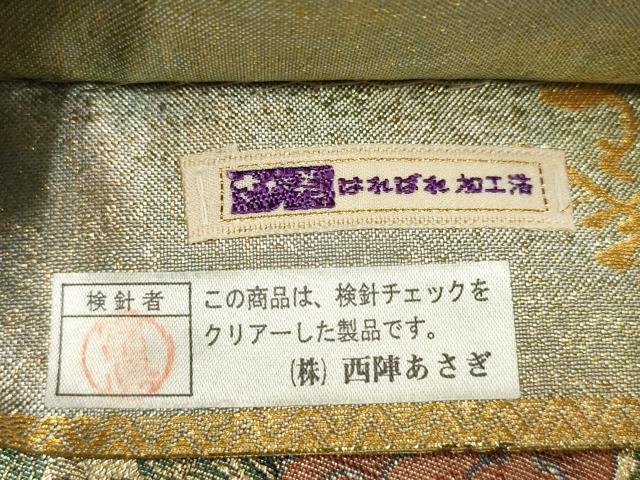 はればれ 加工済
検針者
この商品は、検針チェックを
クリアーした製品です。
(株) 西陣あさぎ